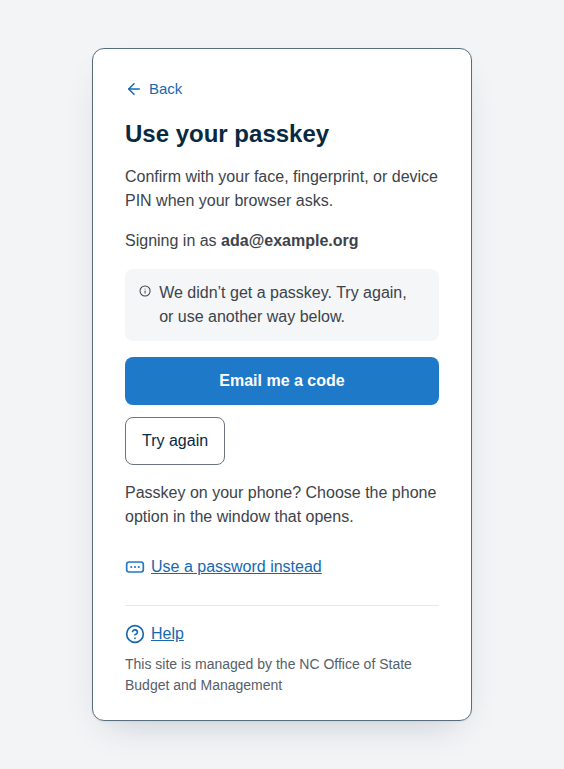 Back
Use your passkey
Confirm with your face, fingerprint, or device
PIN when your browser asks.
Signing in as ada@example.org
We didn't get a passkey. Try again,
or use another way below.
Email me a code
Try again
Passkey on your phone? Choose the phone
option in the window that opens.
Use a password instead
Help
This site is managed by the NC Office of State
Budget and Management